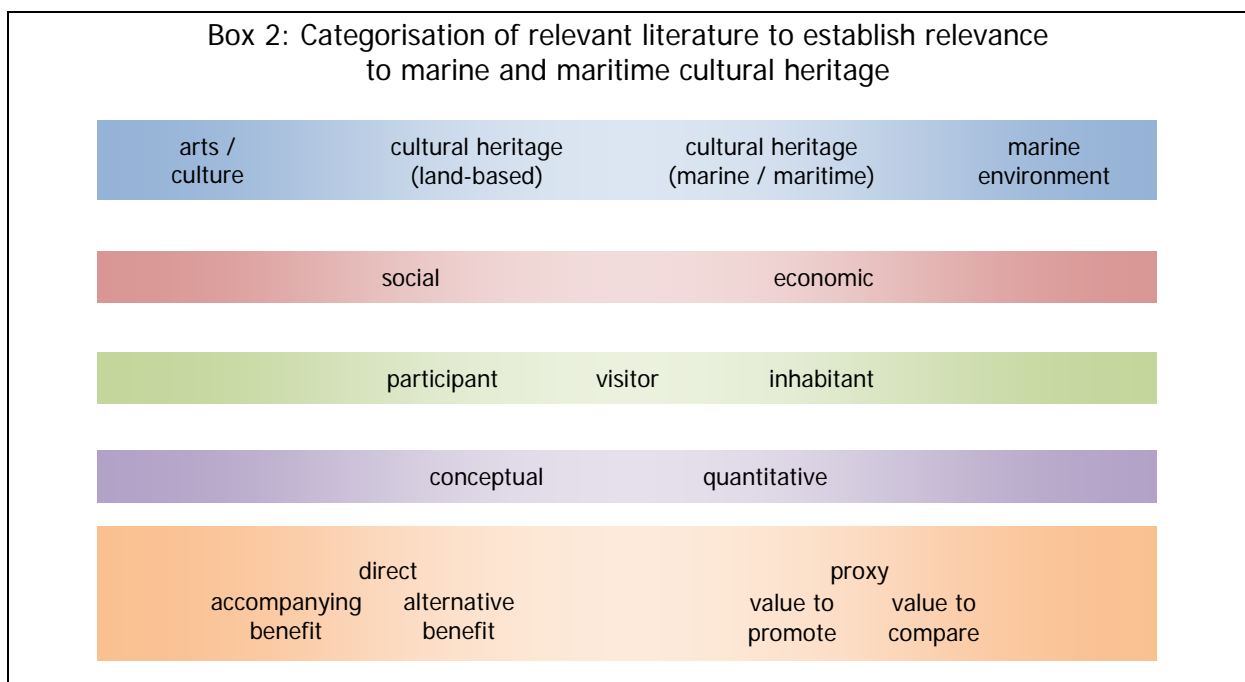 Box 2: Categorisation of relevant literature to establish relevance
to marine and maritime cultural heritage
arts /
culture
cultural heritage
(land-based)
cultural heritage
(marine / maritime)
marine
environment
social economic
participant visitor inhabitant
conceptual quantitative
direct
accompanying
benefit
alternative
benefit
proxy
value to
promote
value to
compare